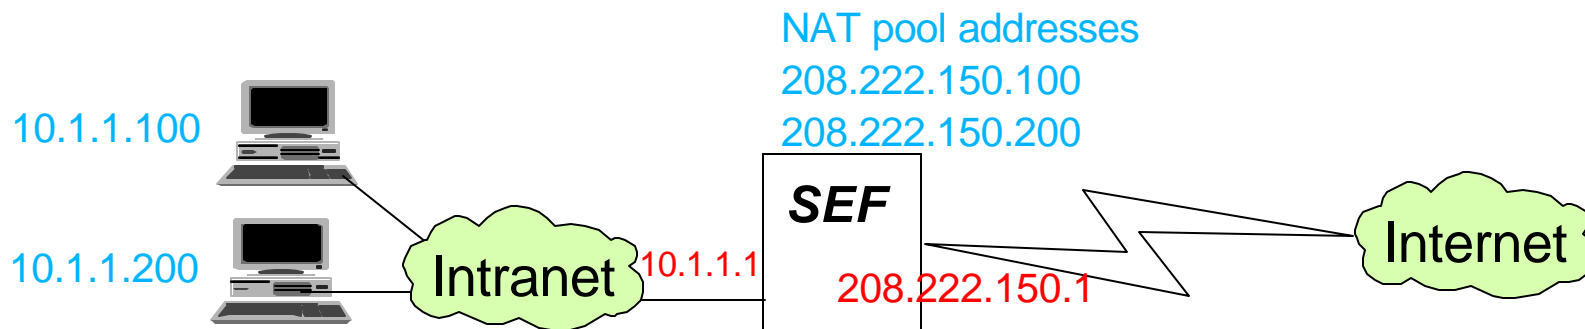 NAT pool addresses
208.222.150.100
208.222.150.200
10.1.1.100
SEF
10.1.1.200
Intranet
10.1.1.1
208.222.150.1
Internet